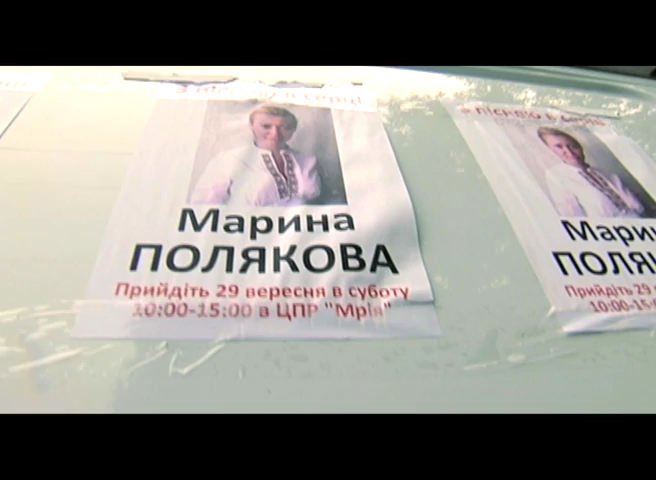 Марина
ПОЛЯКОВА
Прийдіть 29 вересня в суботу
10:00-15:00 в ЦПР "Мрія"
Мари
ПОЛЯ
Прийдіть 29
10:00-15:0